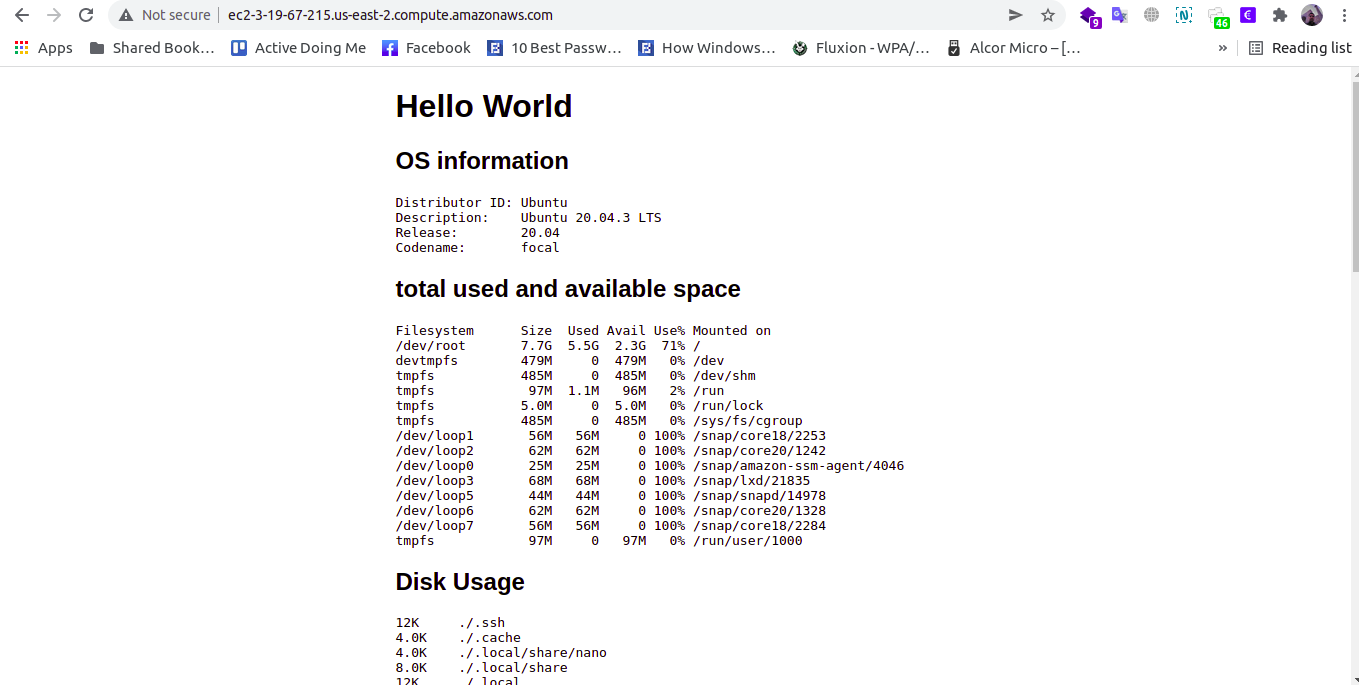 Not secure ec2-3-19-67-215.us-east-2.compute.amazonaws.com 9 46
Apps Shared Book… Active Doing Me Facebook 10 Best Passw… How Windows… Fluxion - WPA/… Alcor Micro – [… » Reading list
Hello World
OS information
Distributor ID: Ubuntu
Description: Ubuntu 20.04.3 LTS
Release: 20.04
Codename: focal
total used and available space
Filesystem Size Used Avail Use% Mounted on
/dev/root 7.7G 5.5G 2.3G 71% /
devtmpfs 479M 0 479M 0% /dev
tmpfs 485M 0 485M 0% /dev/shm
tmpfs 97M 1.1M 96M 2% /run
tmpfs 5.0M 0 5.0M 0% /run/lock
tmpfs 485M 0 485M 0% /sys/fs/cgroup
/dev/loop1 56M 56M 0 100% /snap/core18/2253
/dev/loop2 62M 62M 0 100% /snap/core20/1242
/dev/loop0 25M 25M 0 100% /snap/amazon-ssm-agent/4046
/dev/loop3 68M 68M 0 100% /snap/lxd/21835
/dev/loop5 44M 44M 0 100% /snap/snapd/14978
/dev/loop6 62M 62M 0 100% /snap/core20/1328
/dev/loop7 56M 56M 0 100% /snap/core18/2284
tmpfs 97M 0 97M 0% /run/user/1000
Disk Usage
12K ./.ssh
4.0K ./.cache
4.0K ./.local/share/nano
8.0K ./.local/share
12K ./.local